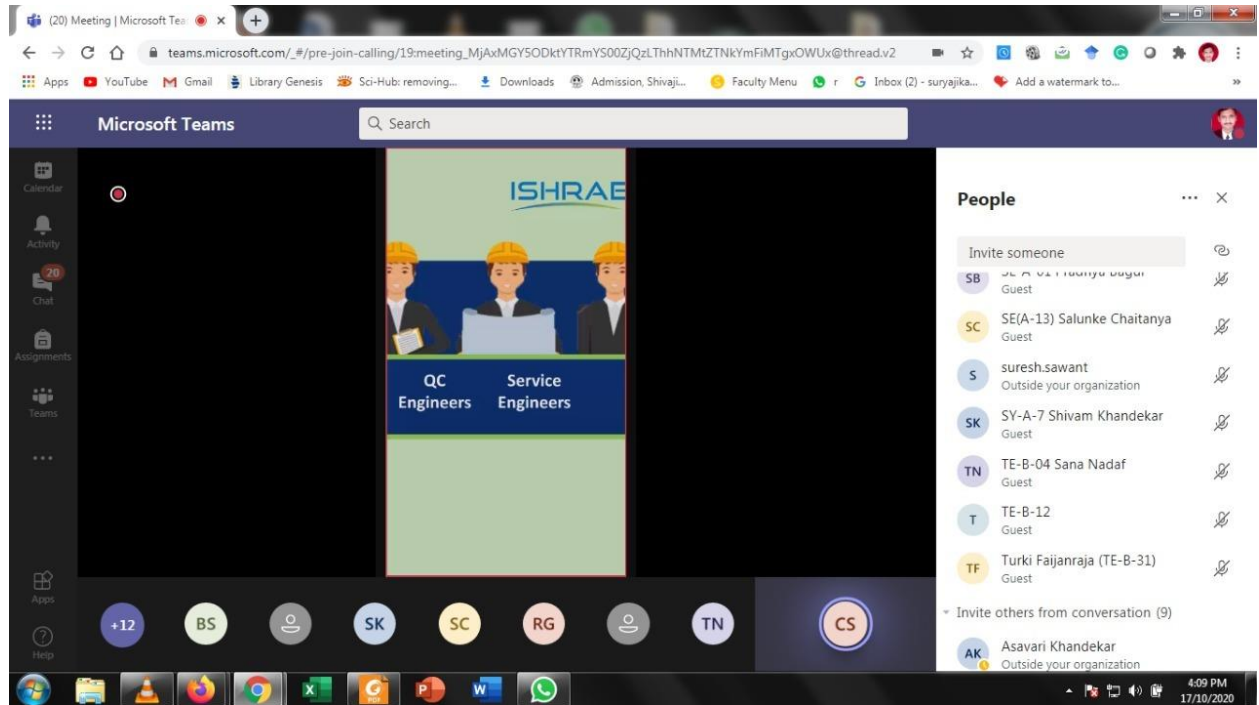 (20) Meeting | Microsoft Tea
teams.microsoft.com/_#/pre-join-calling/19:meeting_MjAxMGY5ODktYTRmYS00ZjQzLThhNTMtZTNkYmFiMTgxOWUx@thread.v2
Apps YouTube Gmail Library Genesis Sci-Hub: removing... Downloads Admission, Shivaji... Faculty Menu r Inbox (2) - suryajika... Add a watermark to...
Microsoft Teams
Search
Calendar
Activity
20
Chat
Assignments
Teams
Apps
Help
ISHRAE
QC Engineers
Service Engineers
+12 BS SK SC RG TN CS
People
Invite someone
SB
Guest
SC SE(A-13) Salunke Chaitanya
Guest
S suresh.sawant
Outside your organization
SK SY-A-7 Shivam Khandekar
Guest
TN TE-B-04 Sana Nadaf
Guest
T TE-B-12
Guest
TF Turki Faijanraja (TE-B-31)
Guest
Invite others from conversation (9)
AK Asavari Khandekar
Outside your organization
4:09 PM
17/10/2020